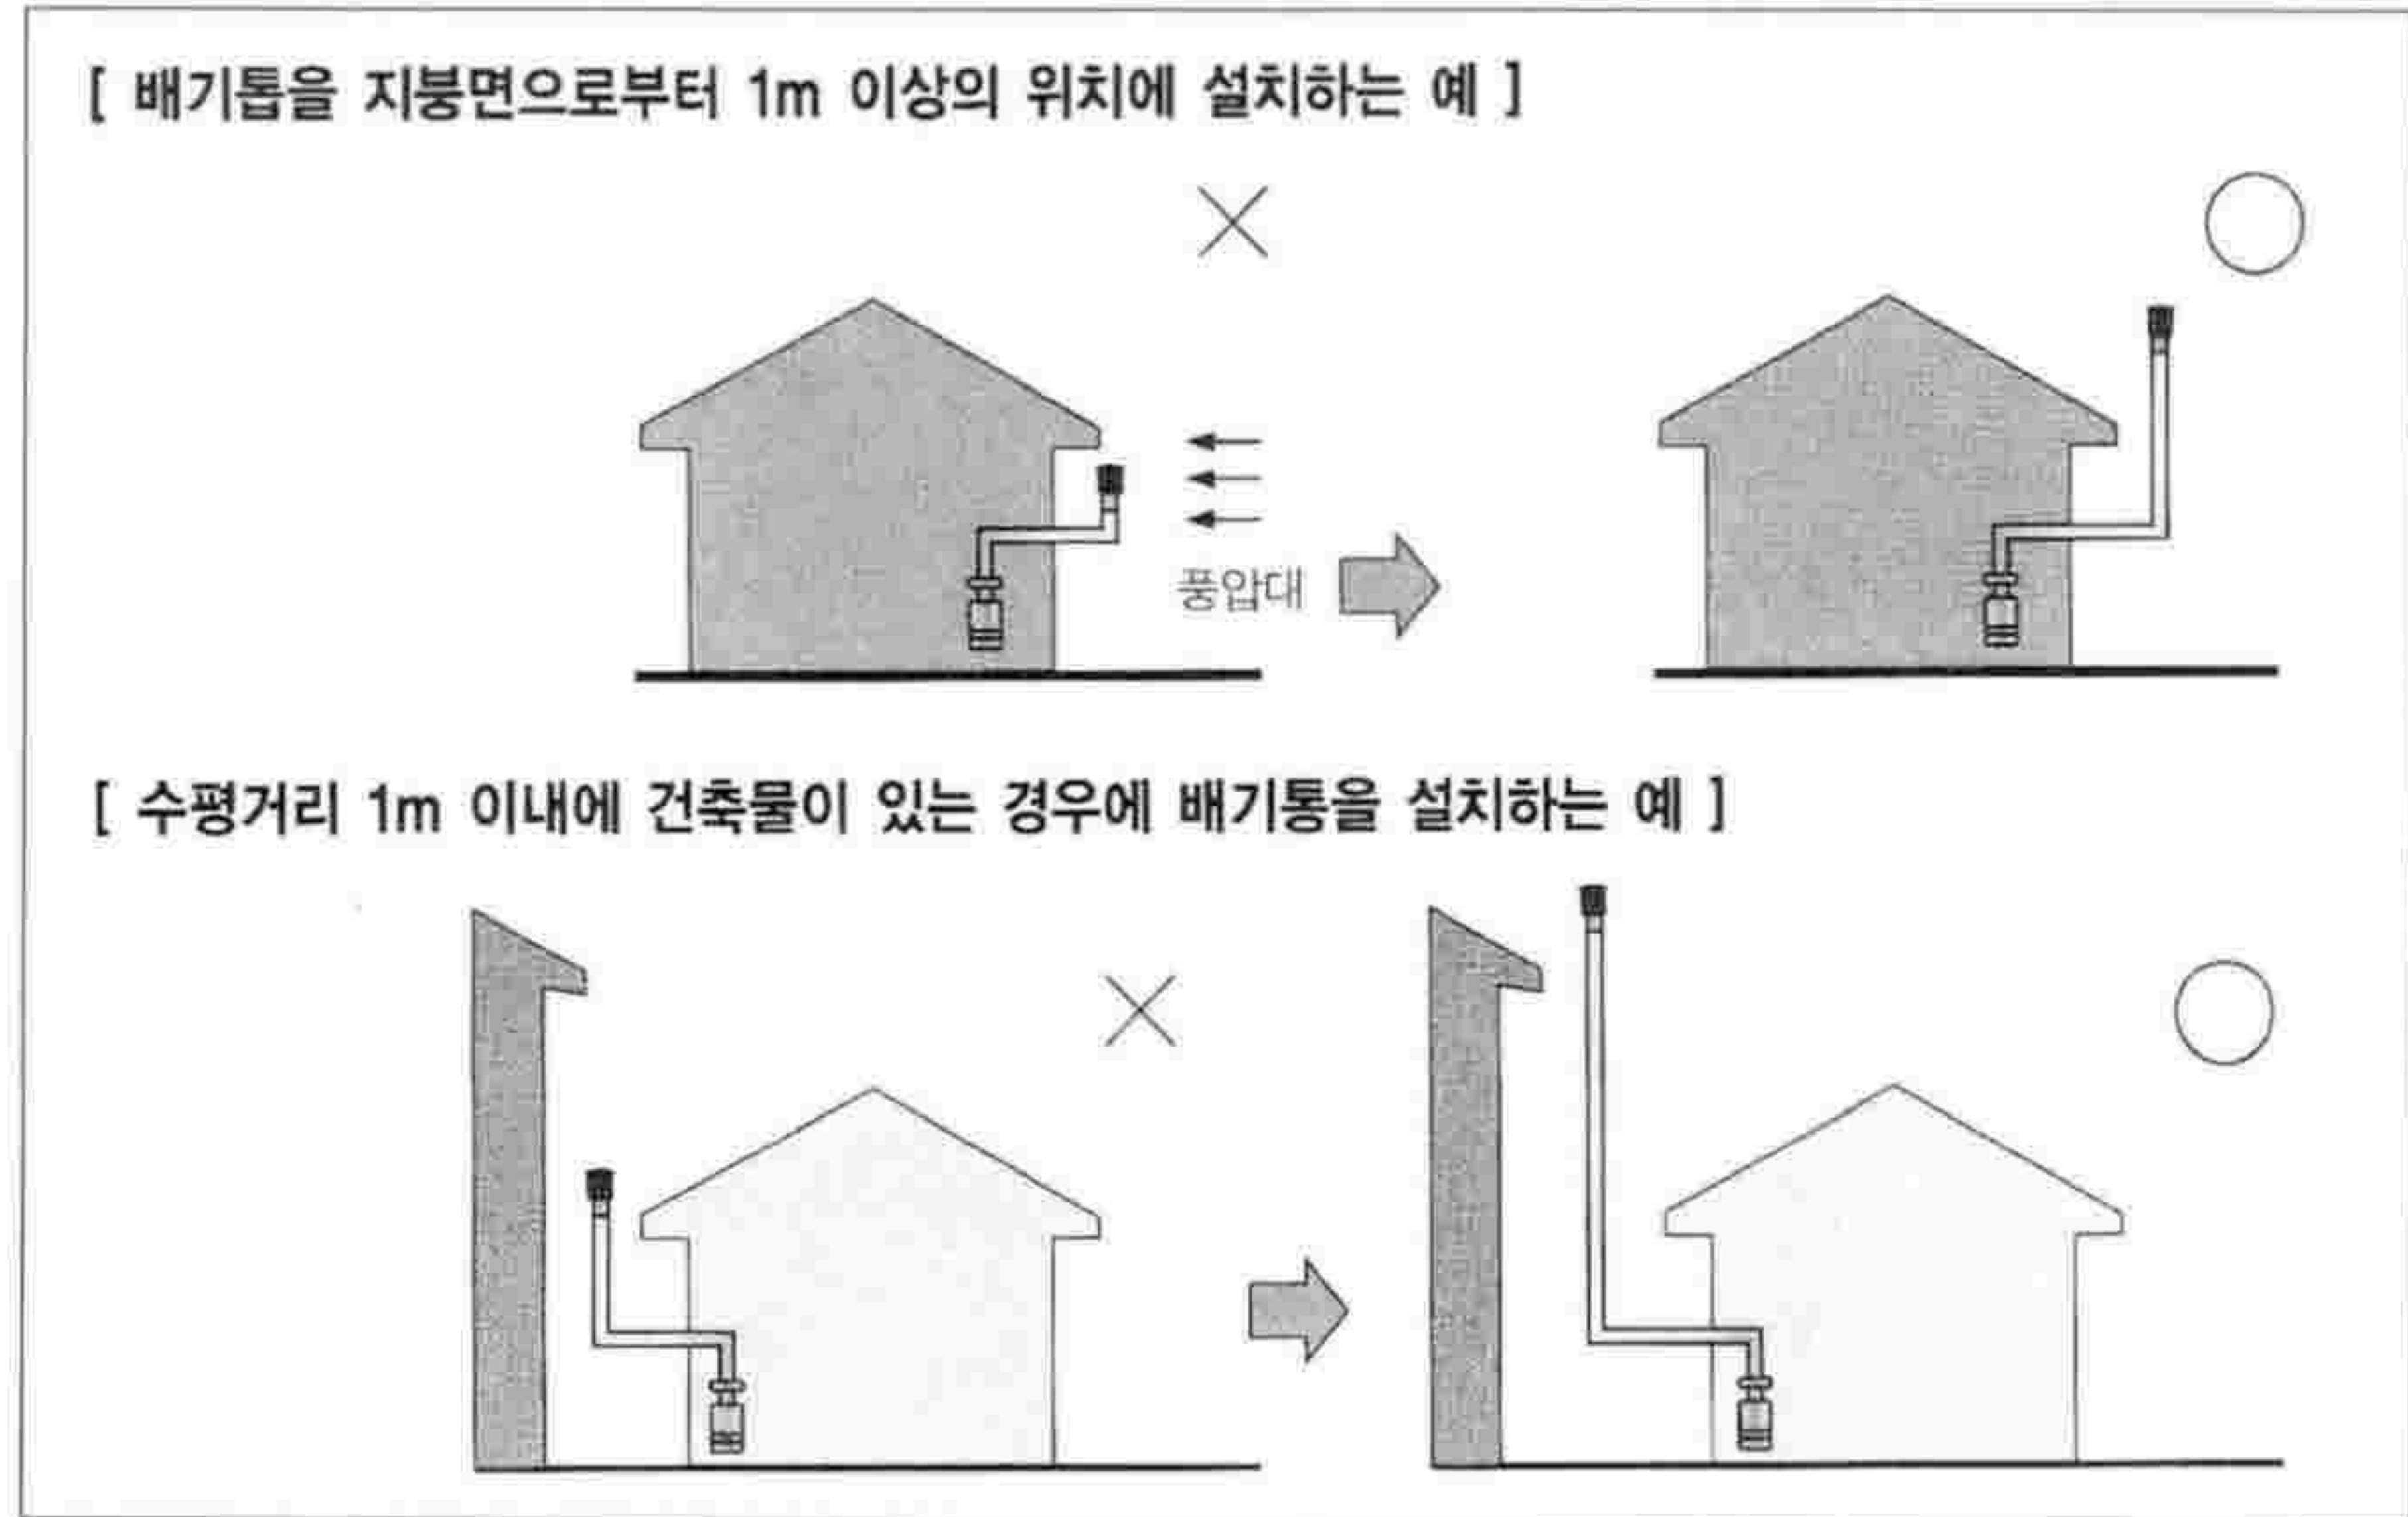 [ 배기톱을 지붕면으로부터 1m 이상의 위치에 설치하는 예 ]
풍압대
[ 수평거리 1m 이내에 건축물이 있는 경우에 배기통을 설치하는 예 ]